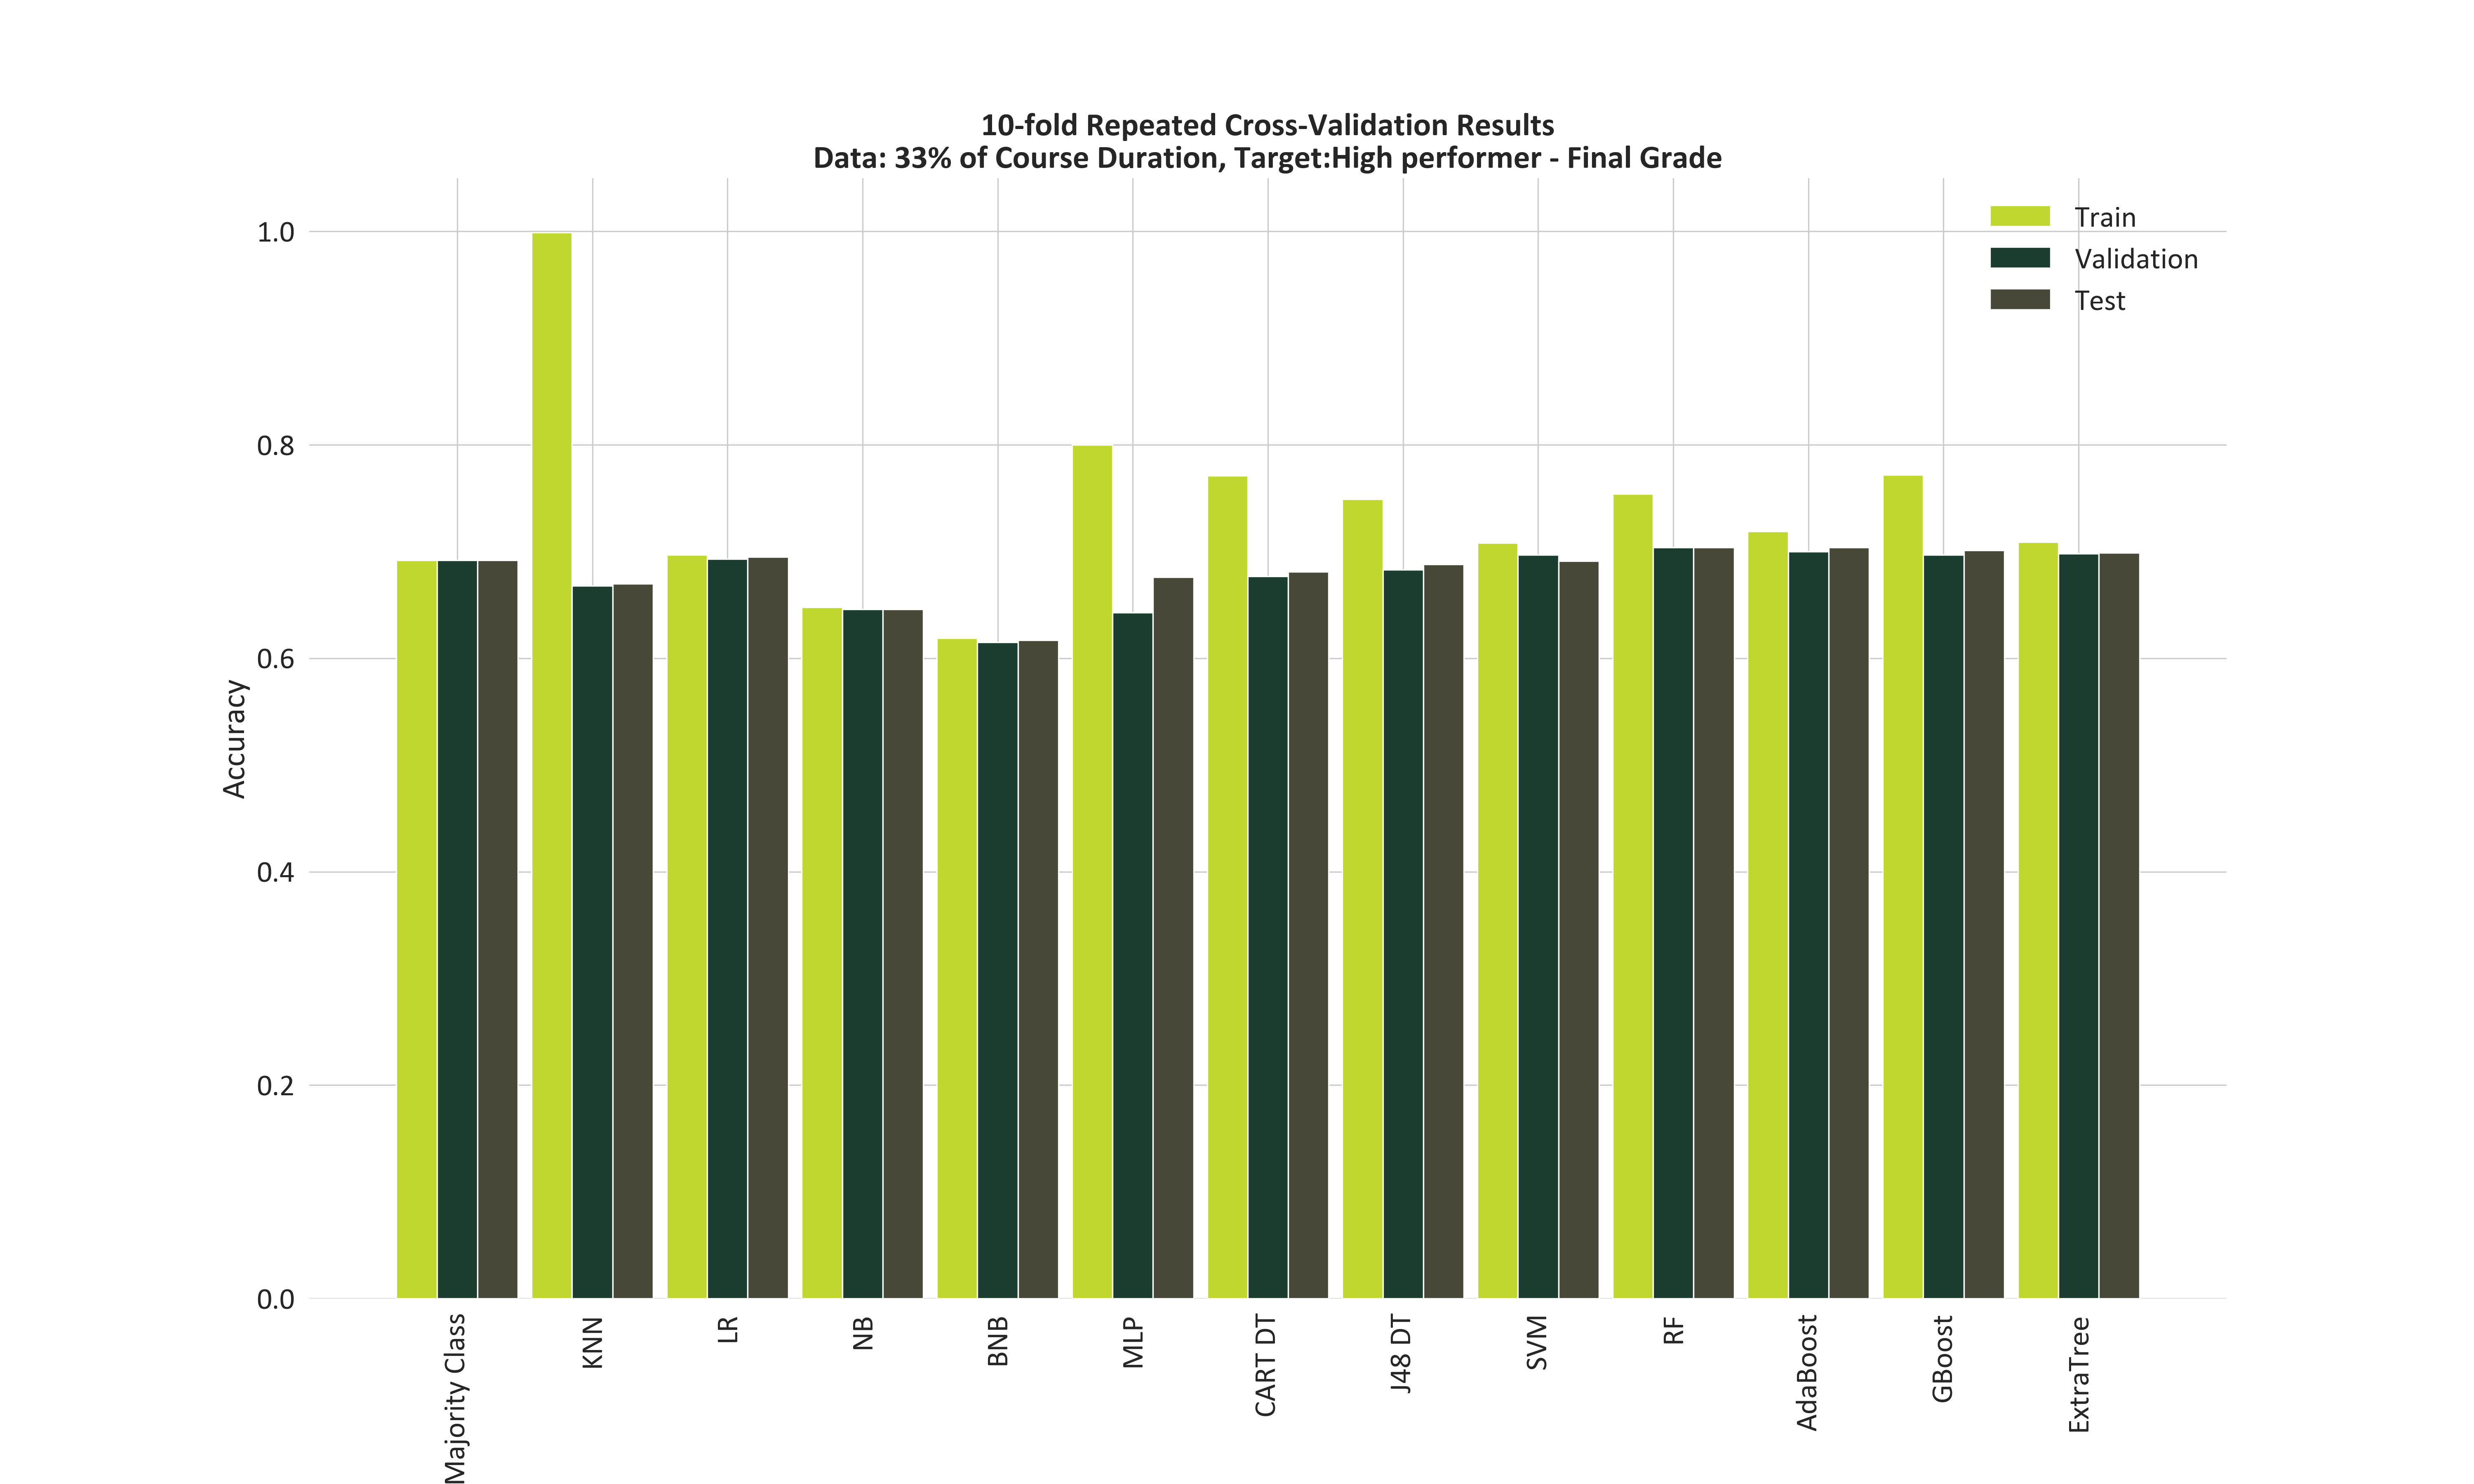 10-fold Repeated Cross-Validation Results
Data: 33% of Course Duration, Target:High performer - Final Grade
Train
Validation
Test
1.0
0.8
0.6
0.4
0.2
0.0
Accuracy
Majority Class
KNN
LR
NB
BNB
MLP
CART DT
J48 DT
SVM
RF
AdaBoost
GBoost
ExtraTree